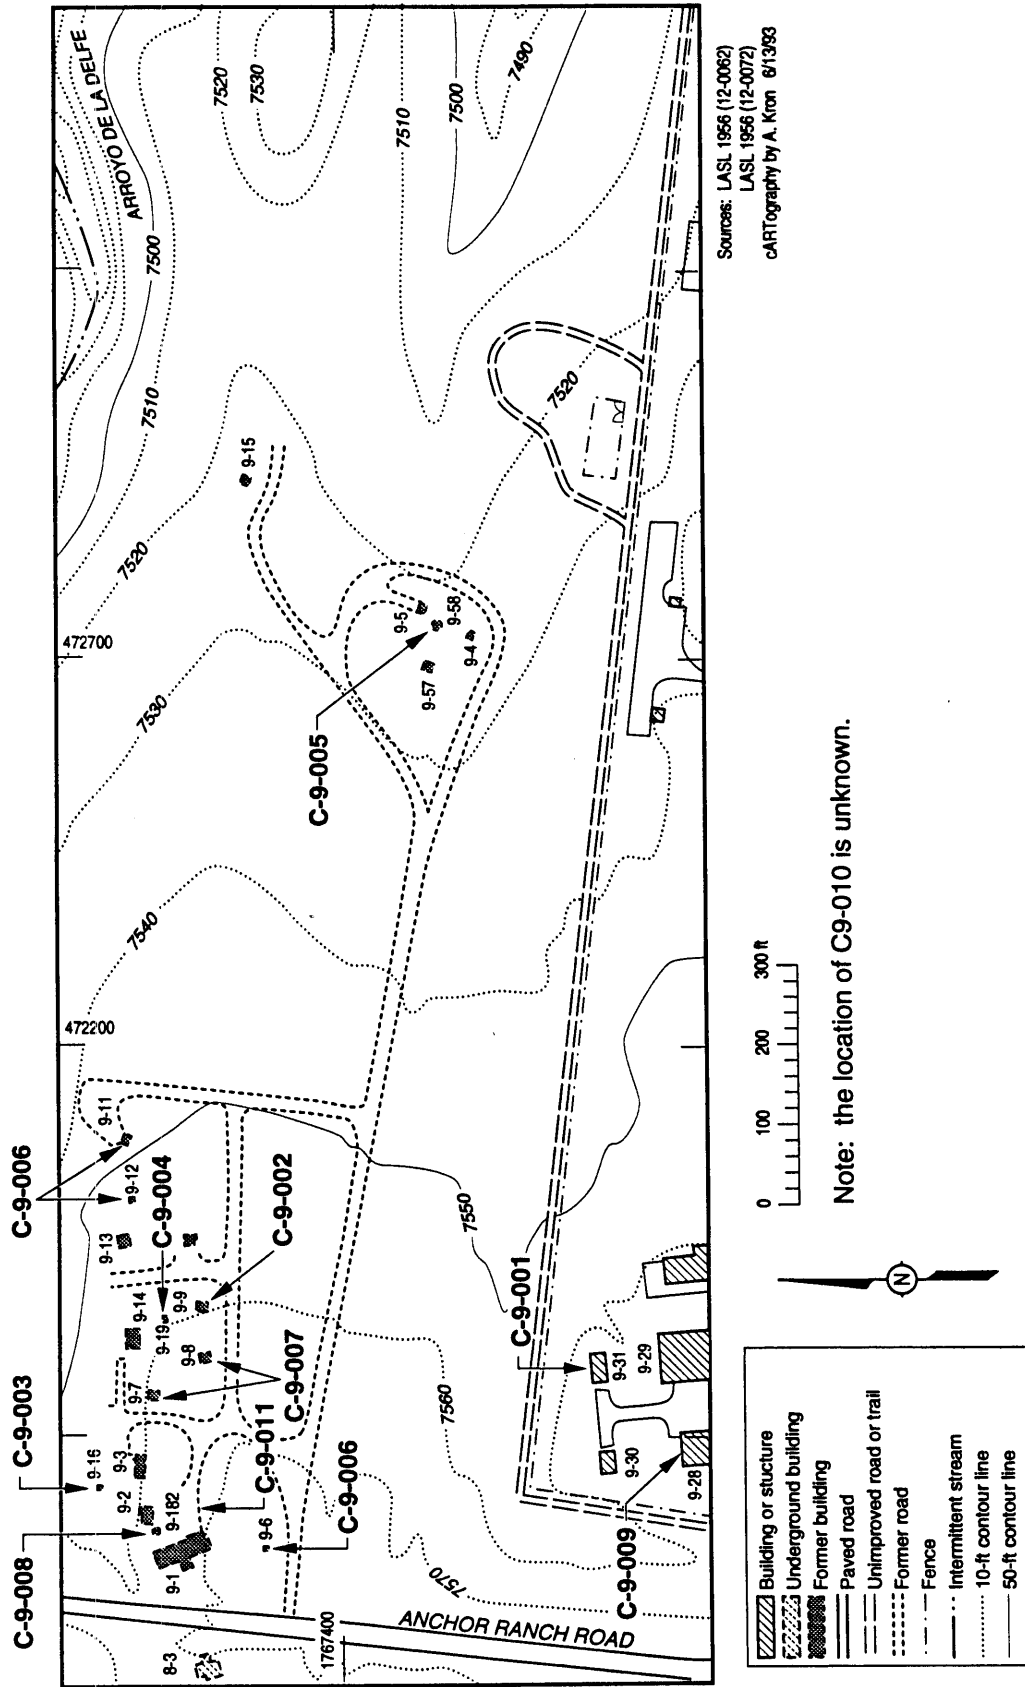 ARROYO DE LA DELFE
7520
7530
7490
7500
7510
7500
7510
7520
7520
7530
7540
7550
7560
7570
472700
472200
1767400
9-15
9-5
9-58
9-4
9-57
C-9-005
C-9-006
9-11
9-12
C-9-004
9-13
C-9-002
9-14
9-19
9-9
9-8
9-7
C-9-007
C-9-003
9-16
9-3
9-2
C-9-011
C-9-008
9-182
9-1
9-6
C-9-006
8-3
ANCHOR RANCH ROAD
C-9-001
9-31
9-29
9-30
9-28
C-9-009
Sources: LASL 1956 (12-0062)
LASL 1956 (12-0072)
cARTography by A. Kron 6/13/93
0 100 200 300 ft
Note: the location of C9-010 is unknown.
N
Building or stucture
Underground building
Former building
Paved road
Unimproved road or trail
Former road
Fence
Intermittent stream
10-ft contour line
50-ft contour line